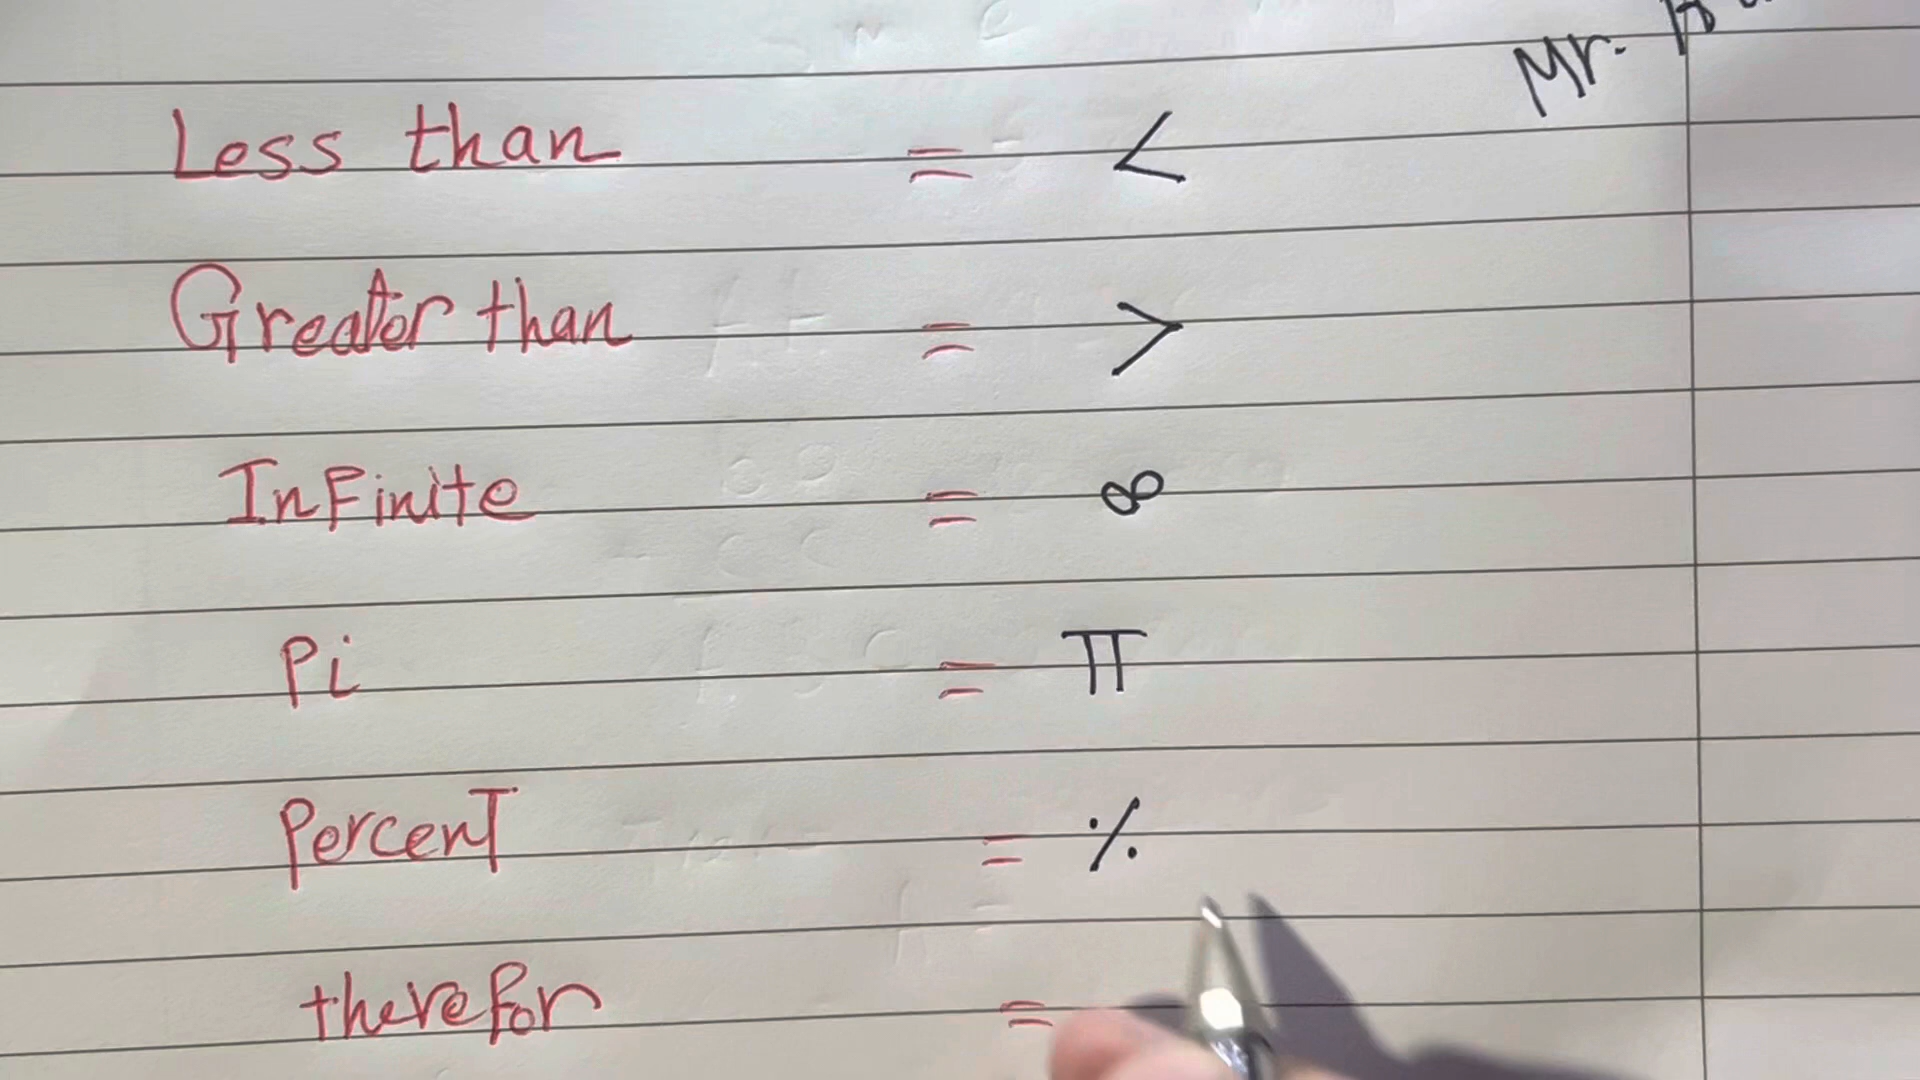 Mr.
Less than = <
Greater than = >
InFinite = ∞
Pi = π
Percent = %
therefor =